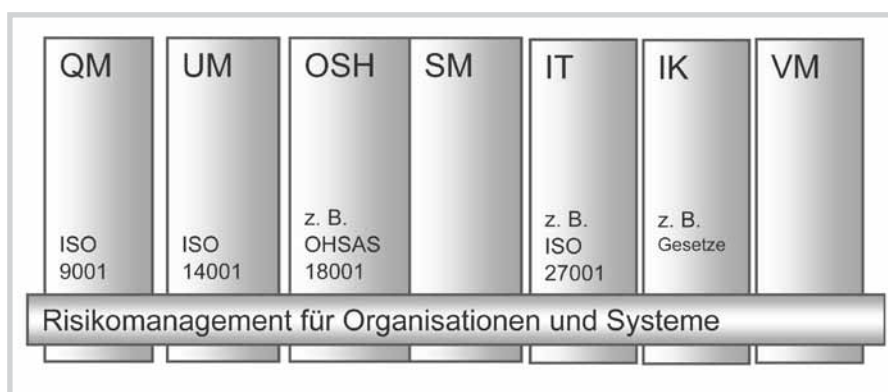 QM
ISO
9001
UM
ISO
14001
OSH
z. B.
OHSAS
18001
SM
IT
z. B.
ISO
27001
IK
z. B.
Gesetze
VM
Risikomanagement für Organisationen und Systeme